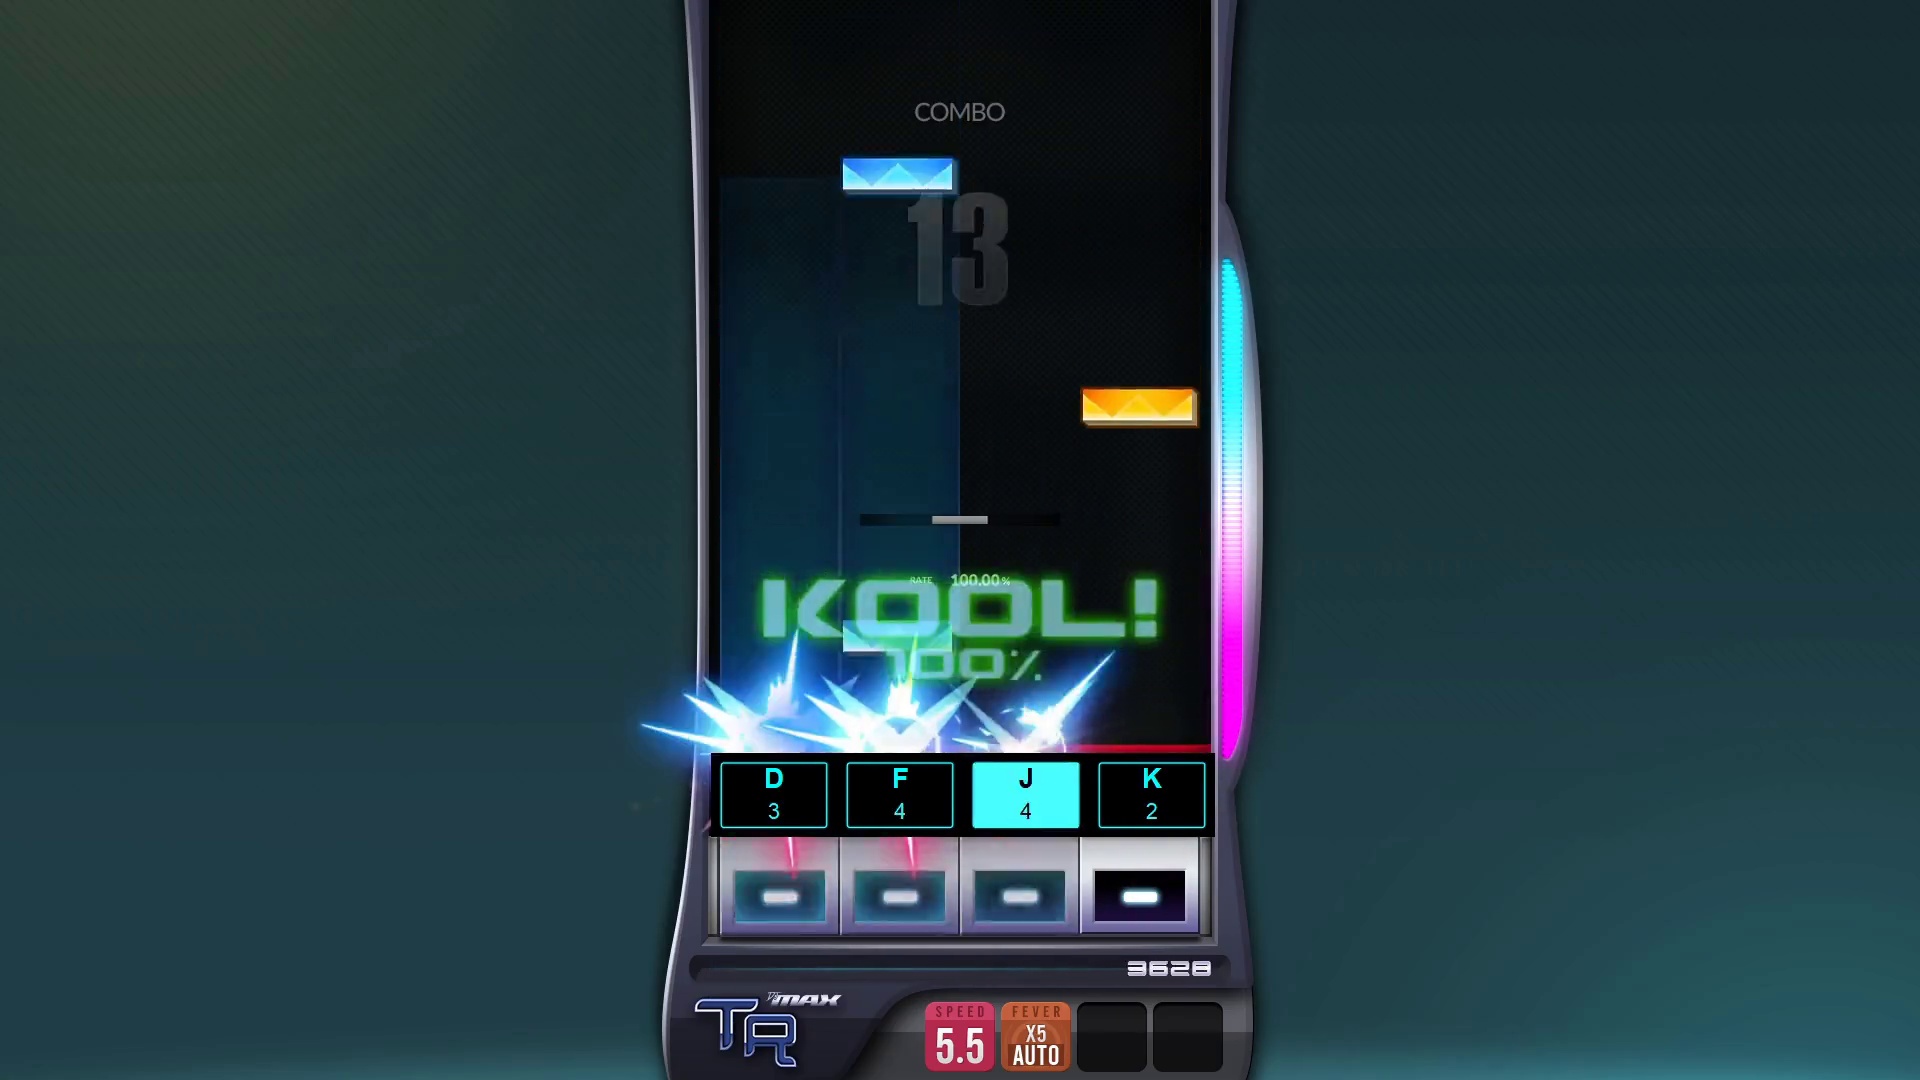 COMBO
13
RATE 100.00%
KOOL!
100%
D F J K
3 4 4 2
3628
DJ MAX
TR
SPEED FEVER
5.5 X5 AUTO